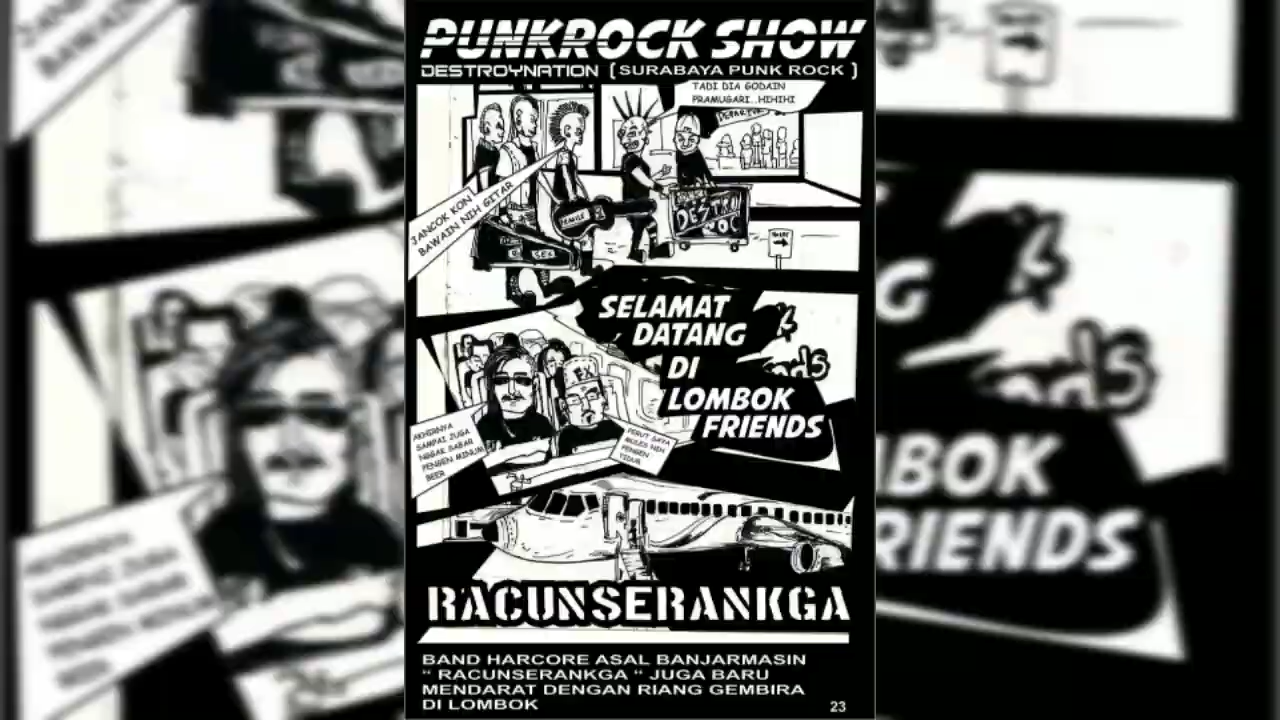 PUNKROCK SHOW
DESTROYNATION (SURABAYA PUNK ROCK )
TADI DIA GODAIN
PRAMUGARI..HIHIHI
JANCOK KON !
BAWAIN NIH GITAR
FRAGILE
SELAMAT
DATANG
DI
LOMBOK
FRIENDS
AKHIRNYA
SAMPAI JUGA
NGGAK SABAR
PENGEN MINUM
BEER
PERUT SAYA
MULES NIH
PENGEN
TIDUR
RACUNSERANKGA
BAND HARCORE ASAL BANJARMASIN
" RACUNSERANKGA " JUGA BARU
MENDARAT DENGAN RIANG GEMBIRA
DI LOMBOK
23